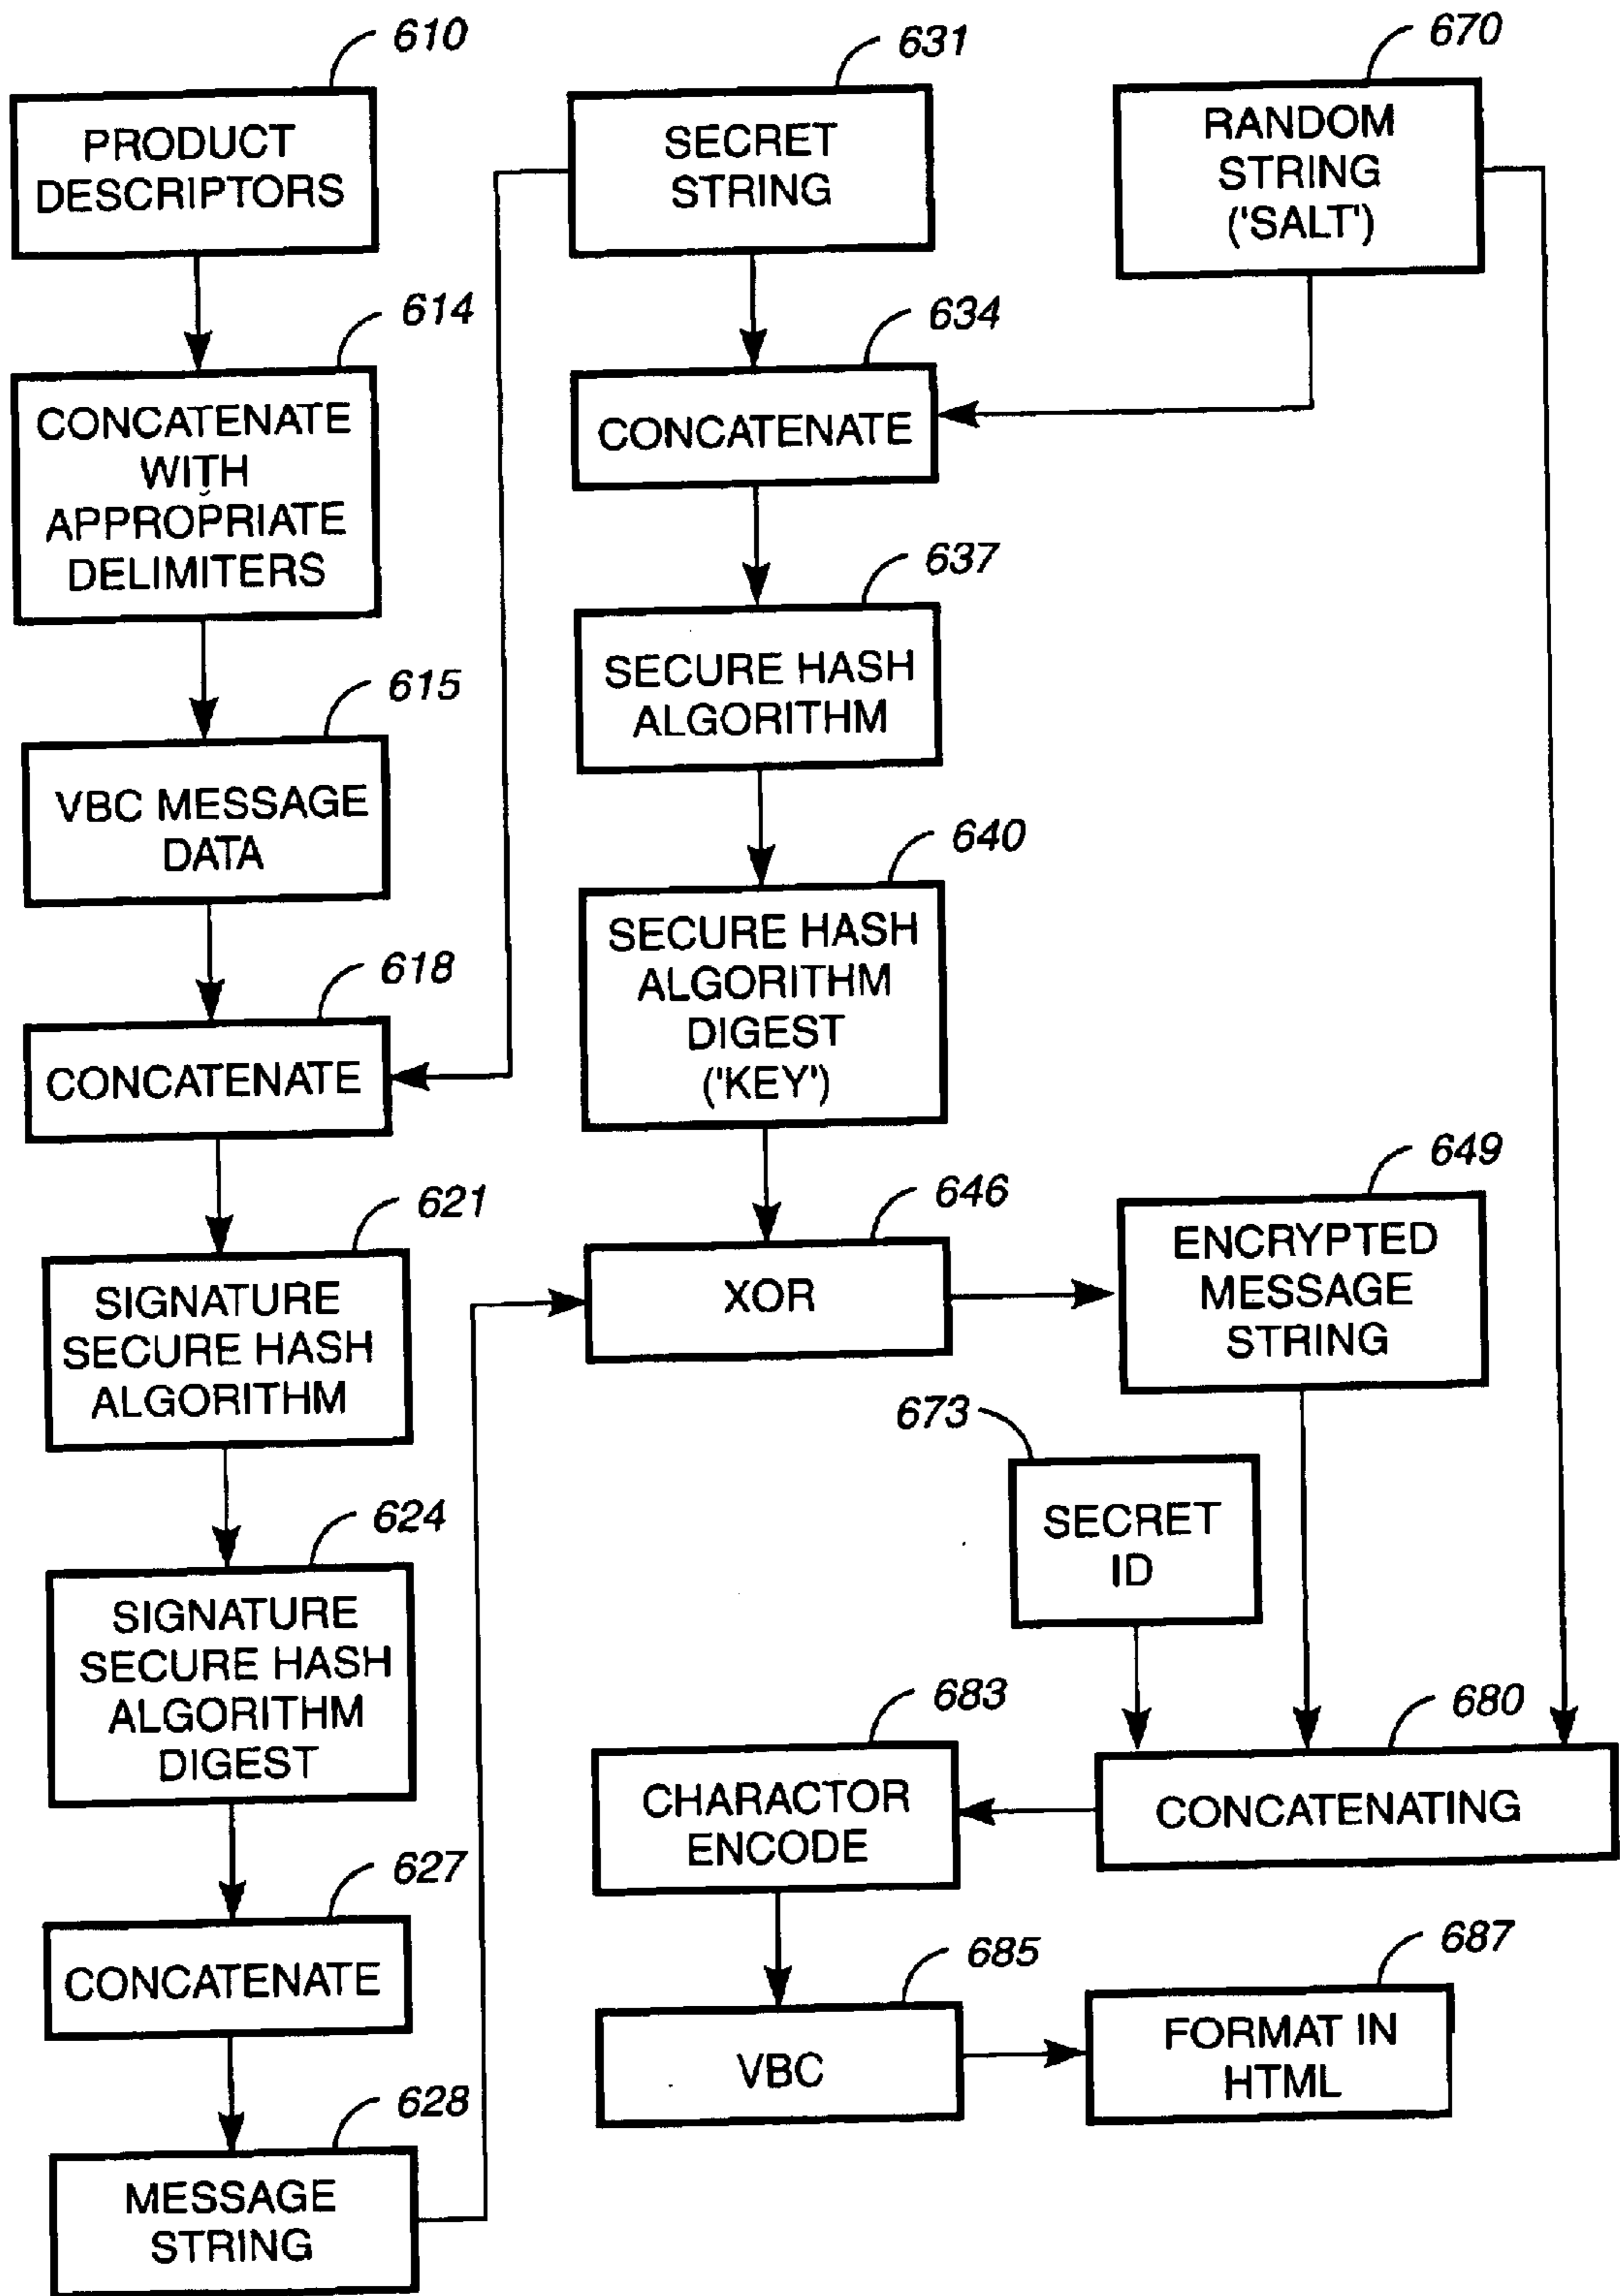 610
PRODUCT
DESCRIPTORS
614
CONCATENATE
WITH
APPROPRIATE
DELIMITERS
615
VBC MESSAGE
DATA
618
CONCATENATE
621
SIGNATURE
SECURE HASH
ALGORITHM
624
SIGNATURE
SECURE HASH
ALGORITHM
DIGEST
627
CONCATENATE
628
MESSAGE
STRING
631
SECRET
STRING
634
CONCATENATE
637
SECURE HASH
ALGORITHM
640
SECURE HASH
ALGORITHM
DIGEST
('KEY')
646
XOR
670
RANDOM
STRING
('SALT')
649
ENCRYPTED
MESSAGE
STRING
673
SECRET
ID
680
CONCATENATING
683
CHARACTOR
ENCODE
685
VBC
687
FORMAT IN
HTML